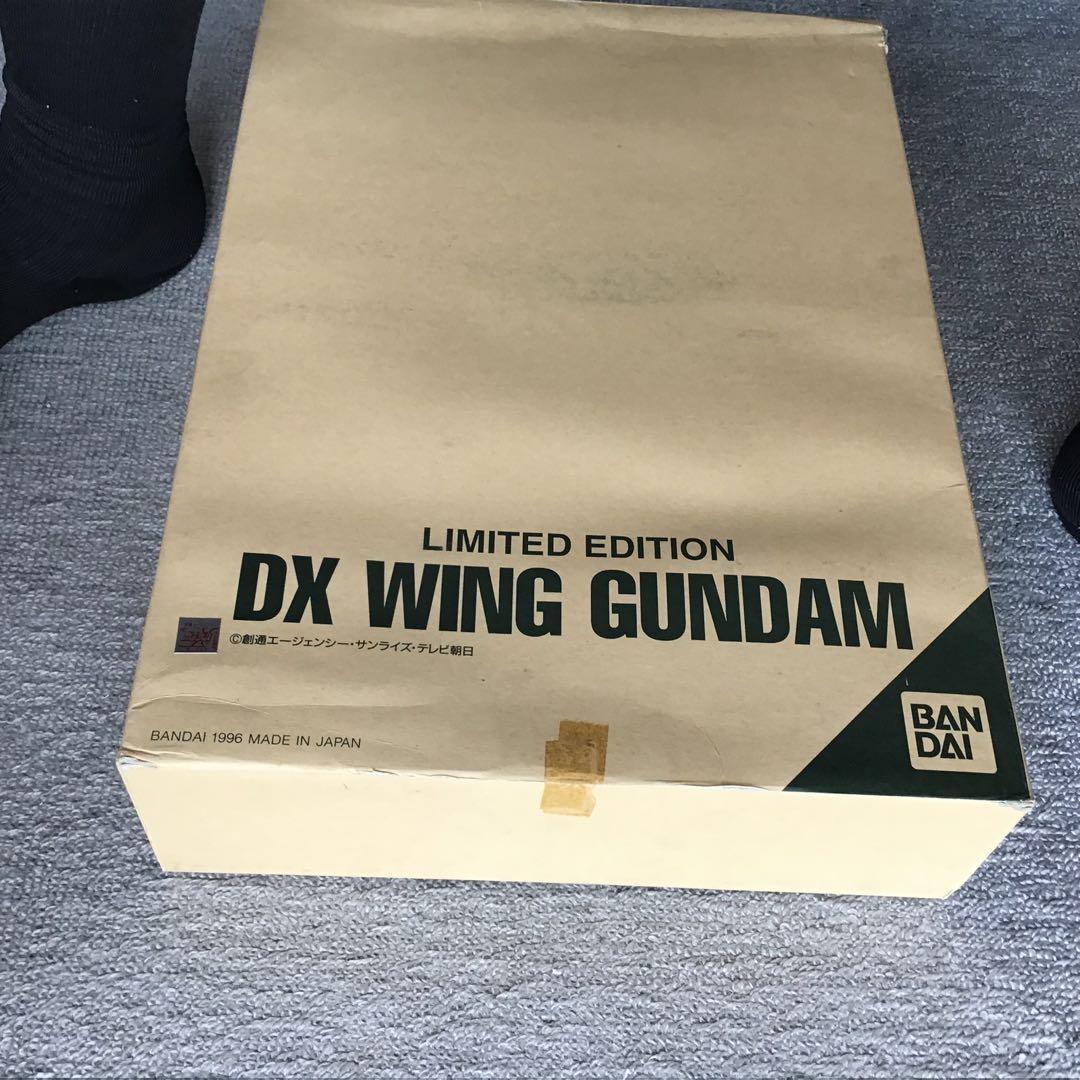 LIMITED EDITION
DX WING GUNDAM
©創通エージェンシー・サンライズ・テレビ朝日
BANDAI 1996 MADE IN JAPAN
BAN
DAI